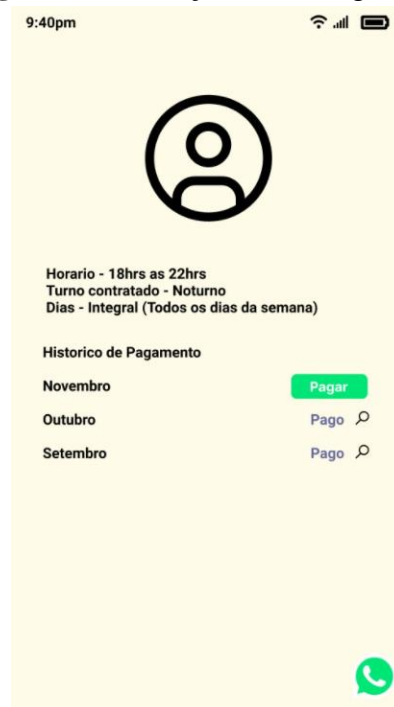 9:40pm
Horario - 18hrs as 22hrs
Turno contratado - Noturno
Dias - Integral (Todos os dias da semana)
Historico de Pagamento
Novembro Pagar
Outubro Pago
Setembro Pago